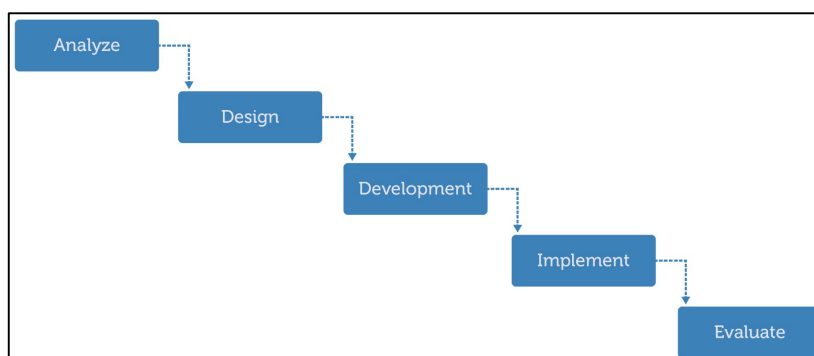 Analyze
Design
Development
Implement
Evaluate